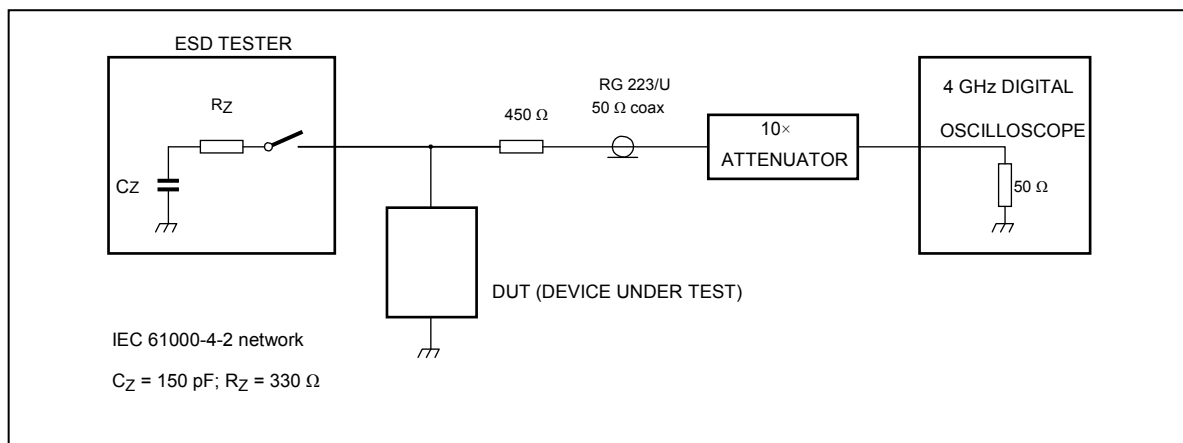 ESD TESTER
RZ
CZ
450 Ω
RG 223/U
50 Ω coax
10×
ATTENUATOR
4 GHz DIGITAL
OSCILLOSCOPE
50 Ω
DUT (DEVICE UNDER TEST)
IEC 61000-4-2 network
CZ = 150 pF; RZ = 330 Ω